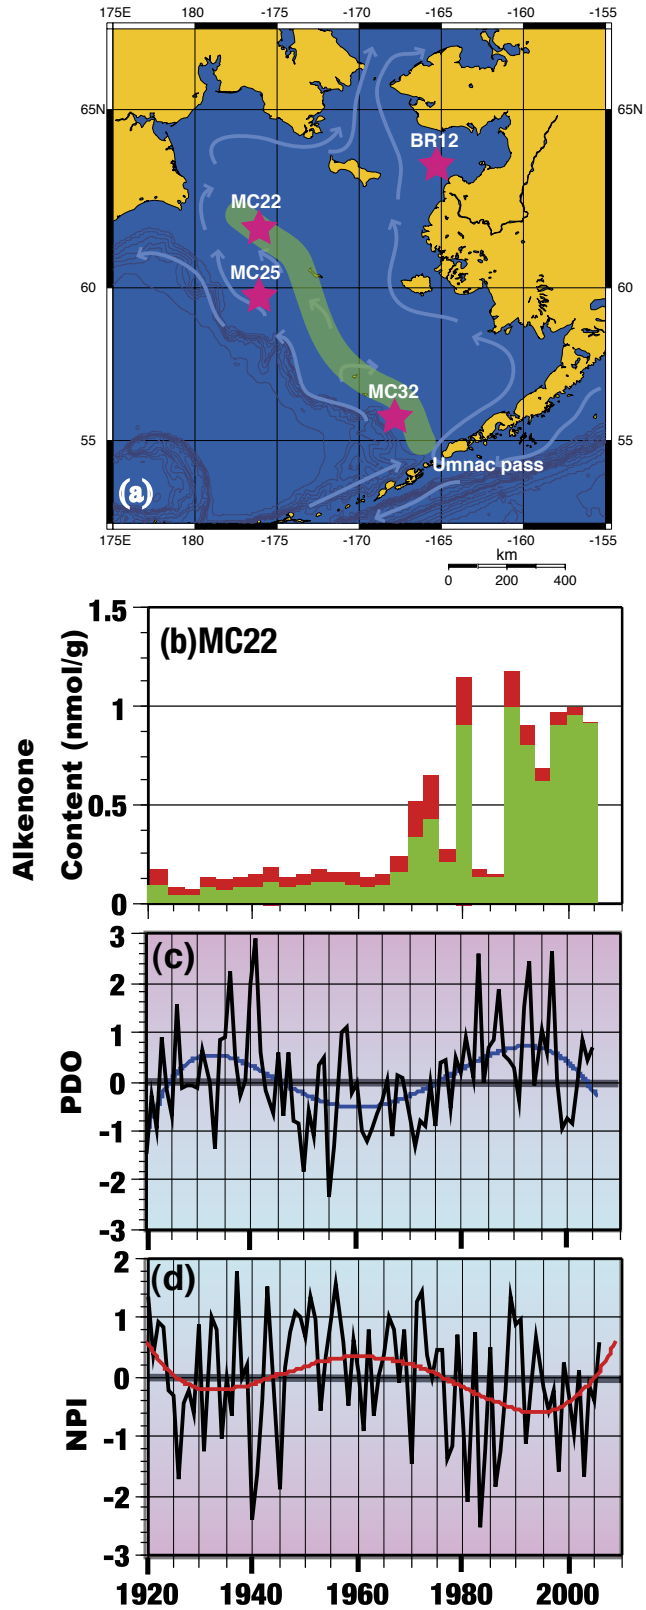 175E 180 -175 -170 -165 -160 -155
65N 65N
BR12
MC22
MC25
60 60
MC32
55 55
Umnac pass
(a)
175E 180 -175 -170 -165 -160 -155
km
0 200 400
1.5
(b)MC22
1
0.5
0
Alkenone
Content (nmol/g)
3
(c)
2
1
0
-1
-2
-3
PDO
2
(d)
1
0
-1
-2
-3
NPI
1920 1940 1960 1980 2000